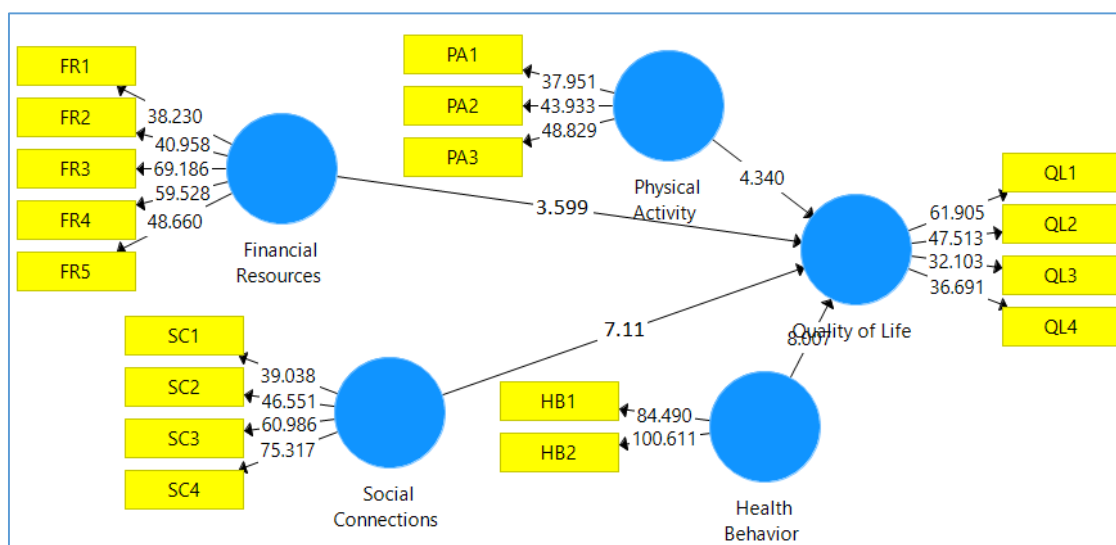 FR1
FR2
FR3
FR4
FR5
38.230
40.958
69.186
59.528
48.660
Financial
Resources
PA1
PA2
PA3
37.951
43.933
48.829
Physical
Activity
4.340
3.599
7.11
8.007
QL1
QL2
QL3
QL4
61.905
47.513
32.103
36.691
Quality of Life
SC1
SC2
SC3
SC4
39.038
46.551
60.986
75.317
Social
Connections
HB1
HB2
84.490
100.611
Health
Behavior